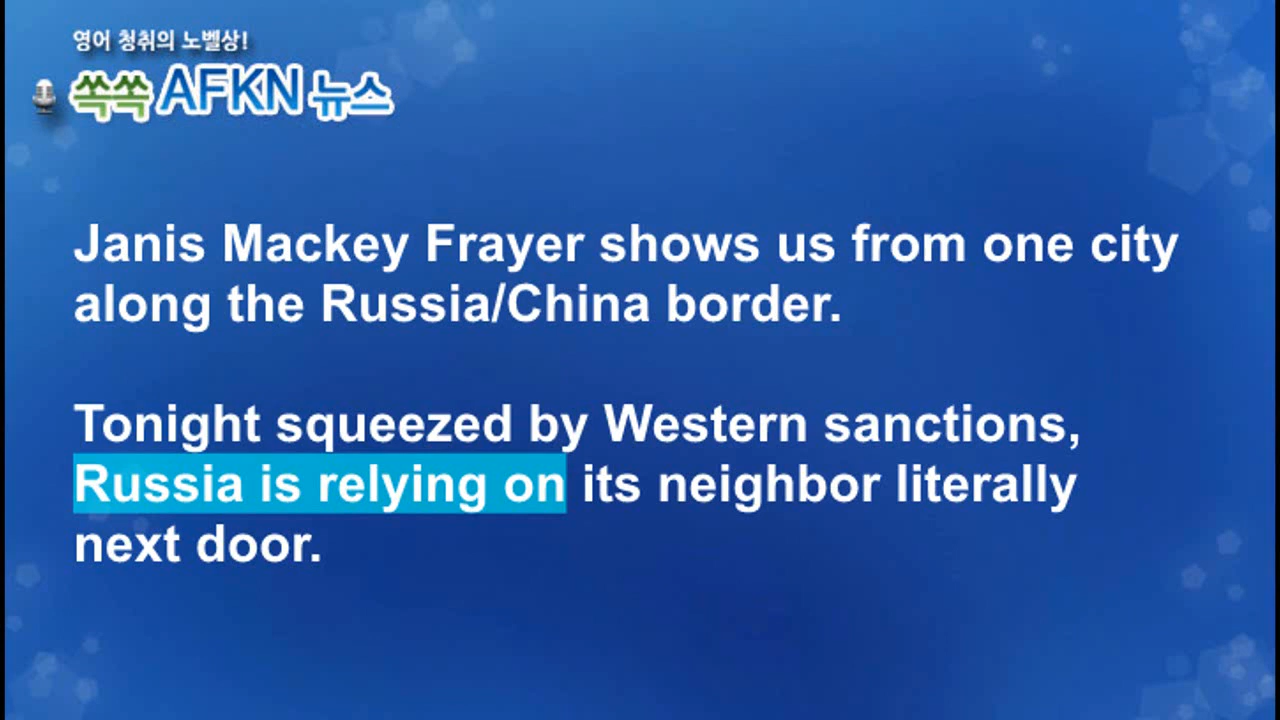 영어 청취의 노벨상!
쏙쏙 AFKN 뉴스
Janis Mackey Frayer shows us from one city
along the Russia/China border.
Tonight squeezed by Western sanctions,
Russia is relying on its neighbor literally
next door.